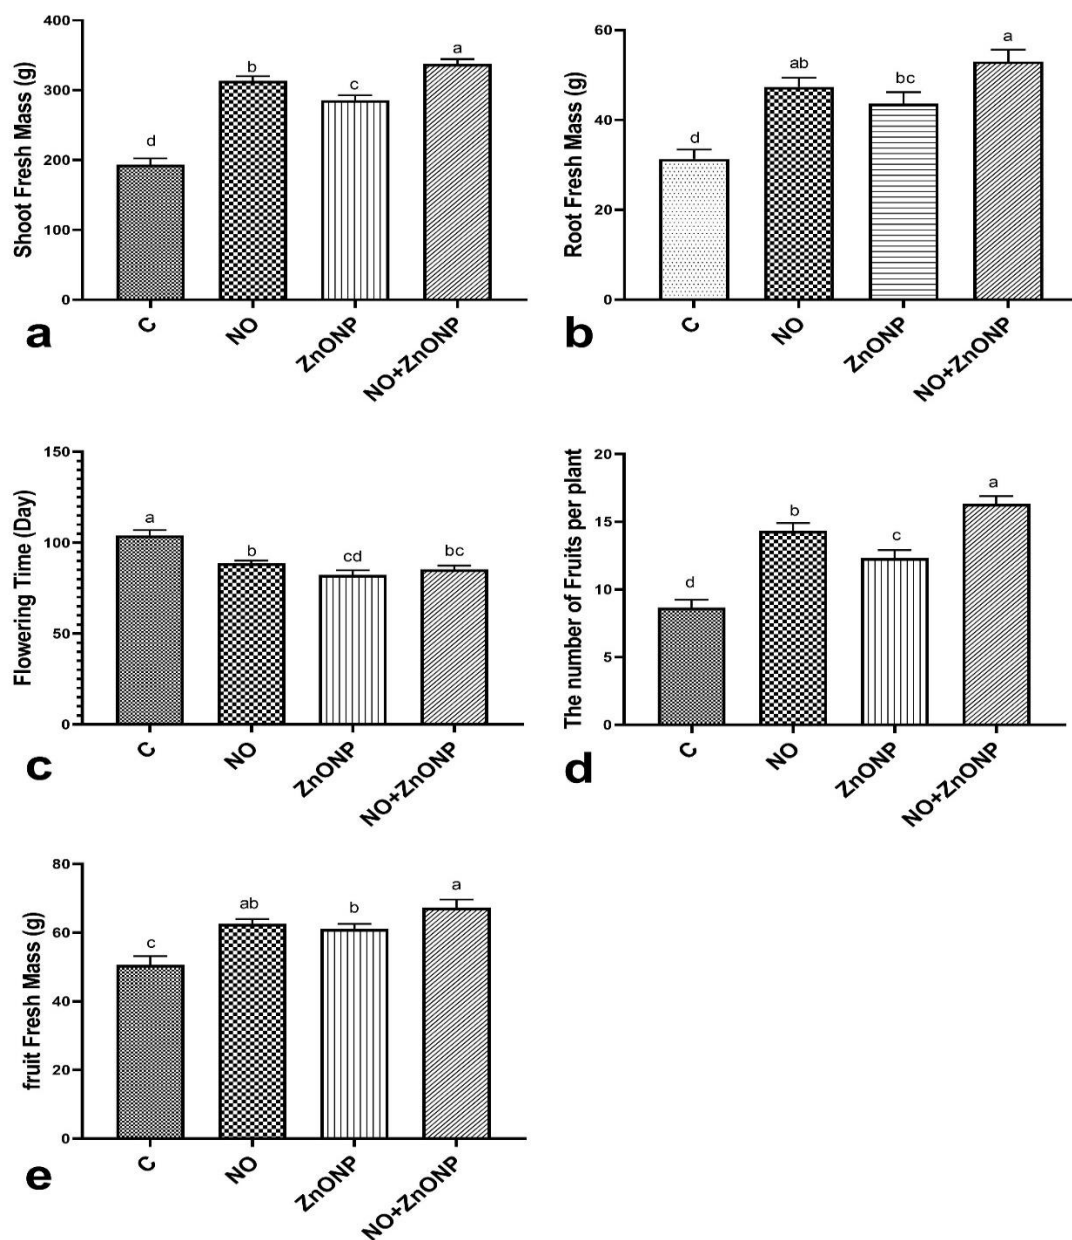 Shoot Fresh Mass (g)
400
300
200
100
0
d
b
c
a
C
NO
ZnONP
NO+ZnONP
a
Root Fresh Mass (g)
60
40
20
0
d
ab
bc
a
C
NO
ZnONP
NO+ZnONP
b
Flowering Time (Day)
150
100
50
0
a
b
cd
bc
C
NO
ZnONP
NO+ZnONP
c
The number of Fruits per plant
20
15
10
5
0
d
b
c
a
C
NO
ZnONP
NO+ZnONP
d
fruit Fresh Mass (g)
80
60
40
20
0
c
ab
b
a
C
NO
ZnONP
NO+ZnONP
e